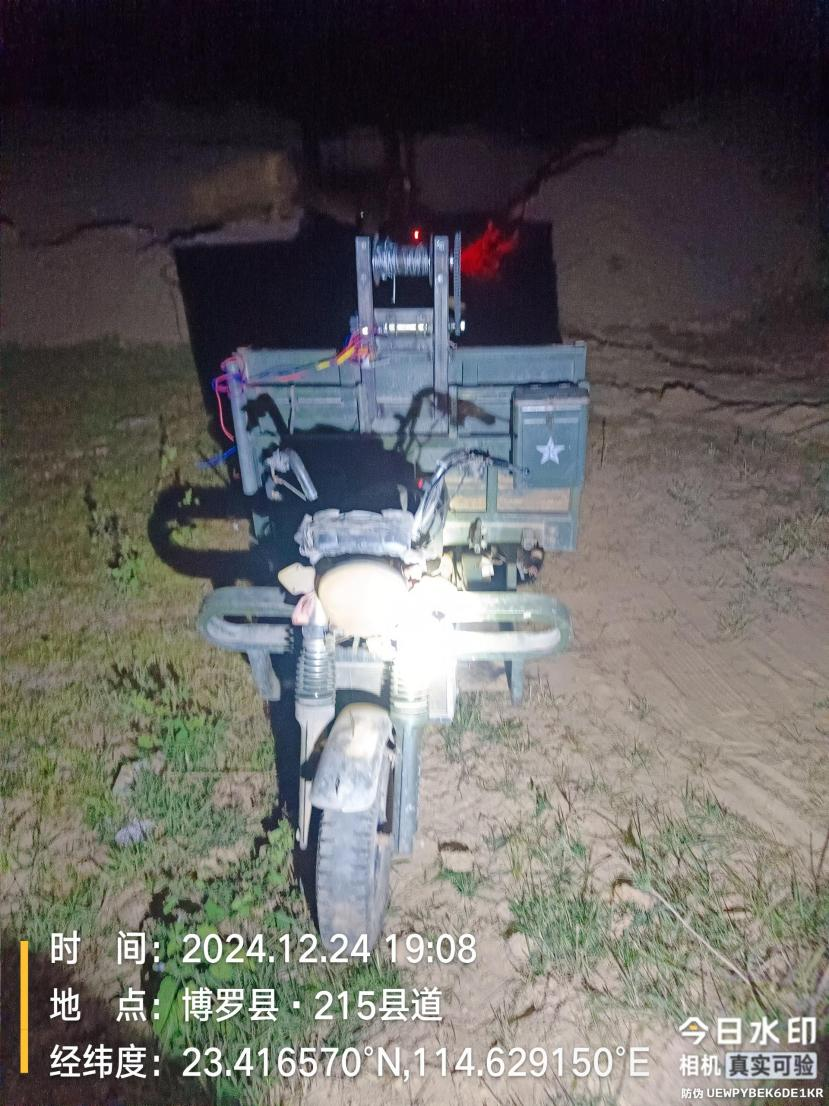 时 间：2024.12.24 19:08
地 点：博罗县·215县道
经纬度：23.416570°N,114.629150°E
今日水印
相机 真实可验
防伪 UEWPYBEK6DE1KR